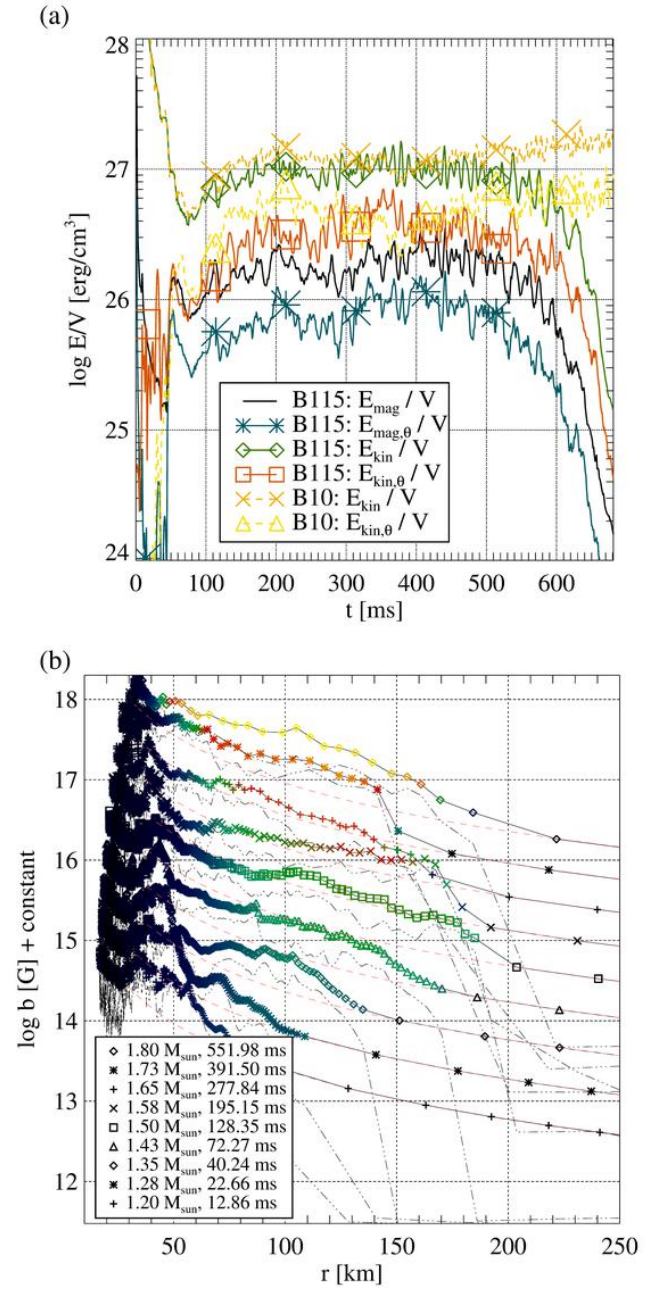 (a)
28
27
26
25
24
log E/V [erg/cm³]
B115: E_mag / V
B115: E_mag,θ / V
B115: E_kin / V
B115: E_kin,θ / V
B10: E_kin / V
B10: E_kin,θ / V
0 100 200 300 400 500 600
t [ms]
(b)
18
17
16
15
14
13
12
log b [G] + constant
1.80 M_sun, 551.98 ms
1.73 M_sun, 391.50 ms
1.65 M_sun, 277.84 ms
1.58 M_sun, 195.15 ms
1.50 M_sun, 128.35 ms
1.43 M_sun, 72.27 ms
1.35 M_sun, 40.24 ms
1.28 M_sun, 22.66 ms
1.20 M_sun, 12.86 ms
50 100 150 200 250
r [km]